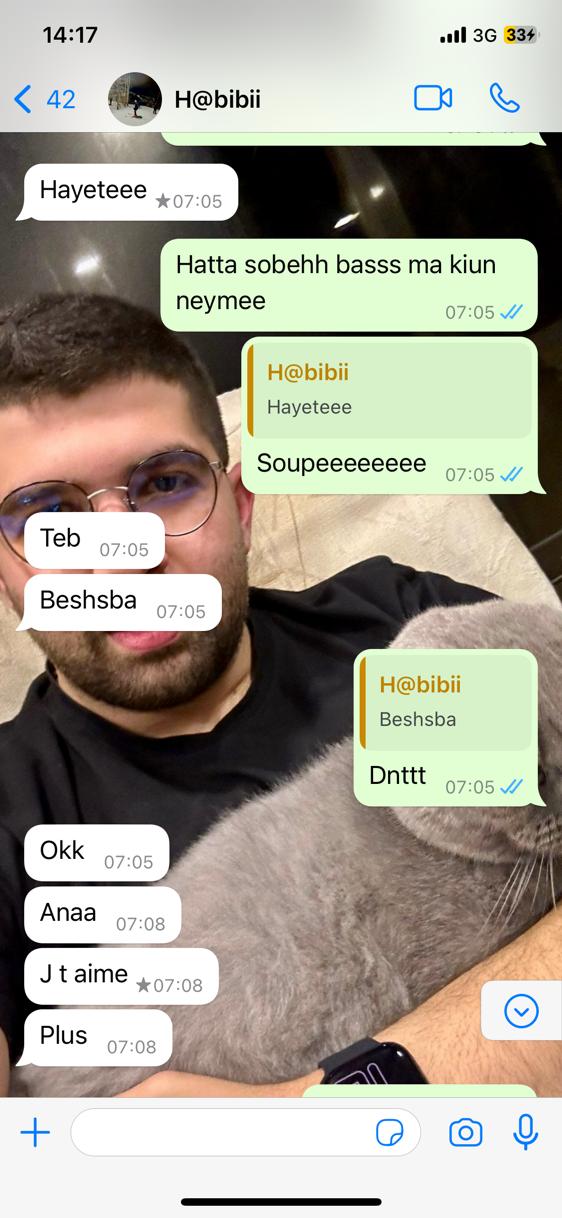 14:17
3G
33
42
H@bibii
Hayeteee
07:05
Hatta sobehh basss ma kiun
neymee
07:05
H@bibii
Hayeteee
Soupeeeeeeee
07:05
Teb
07:05
Beshsba
07:05
H@bibii
Beshsba
Dnttt
07:05
Okk
07:05
Anaa
07:08
J t aime
07:08
Plus
07:08